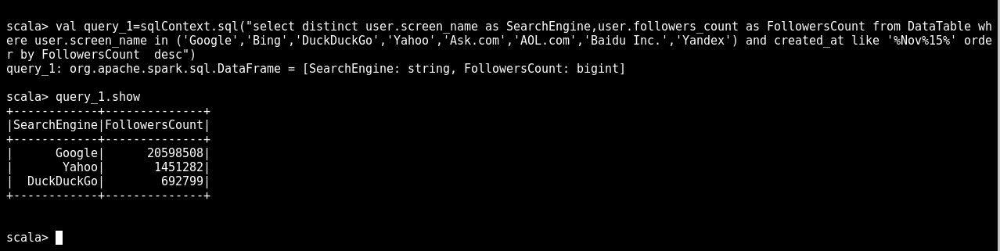 scala> val query_1=sqlContext.sql("select distinct user.screen_name as SearchEngine,user.followers_count as FollowersCount from DataTable wh
ere user.screen_name in ('Google','Bing','DuckDuckGo','Yahoo','Ask.com','AOL.com','Baidu Inc.','Yandex') and created_at like '%Nov%15%' orde
r by FollowersCount  desc")
query_1: org.apache.spark.sql.DataFrame = [SearchEngine: string, FollowersCount: bigint]
scala> query_1.show
+------------+--------------+
|SearchEngine|FollowersCount|
+------------+--------------+
|      Google|      20598508|
|       Yahoo|       1451282|
|  DuckDuckGo|        692799|
+------------+--------------+
scala>